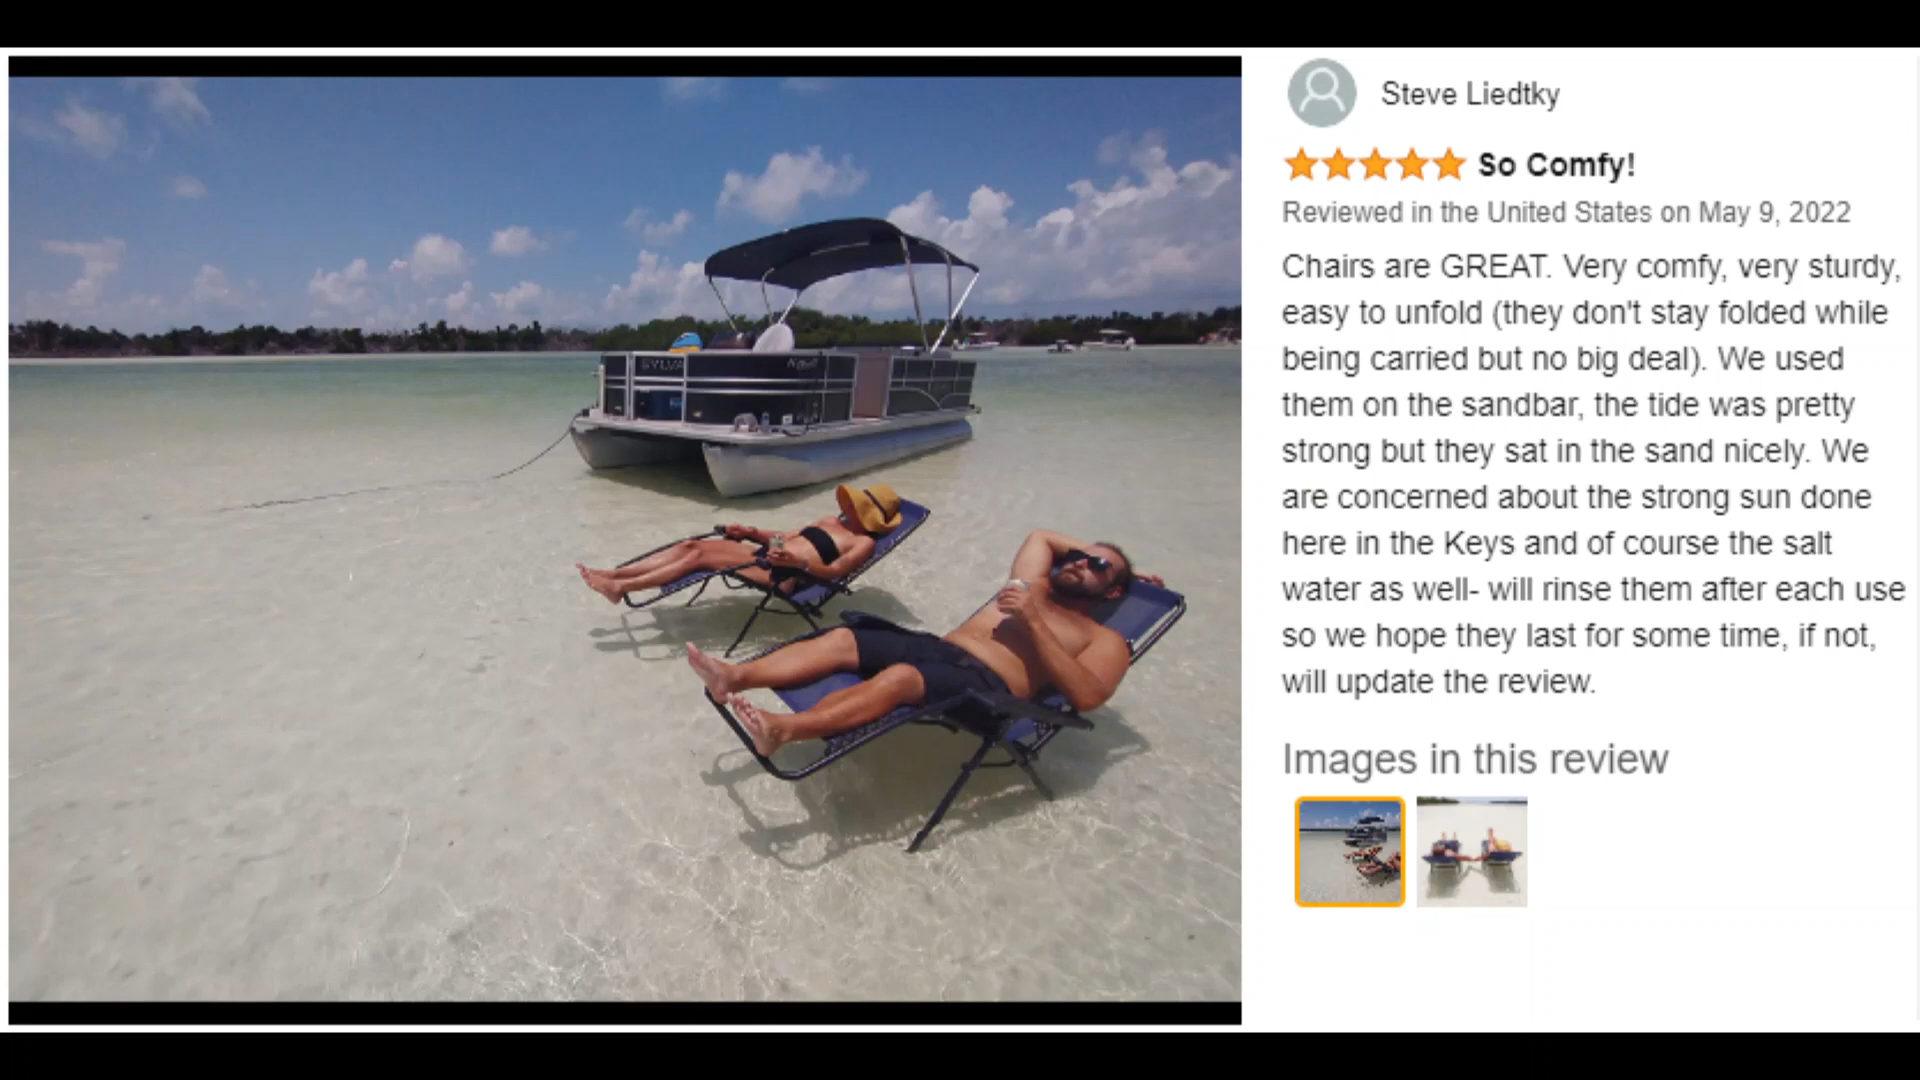 Steve Liedtky
So Comfy!
Reviewed in the United States on May 9, 2022
Chairs are GREAT. Very comfy, very sturdy,
easy to unfold (they don't stay folded while
being carried but no big deal). We used
them on the sandbar, the tide was pretty
strong but they sat in the sand nicely. We
are concerned about the strong sun done
here in the Keys and of course the salt
water as well- will rinse them after each use
so we hope they last for some time, if not,
will update the review.
Images in this review
SYLVA